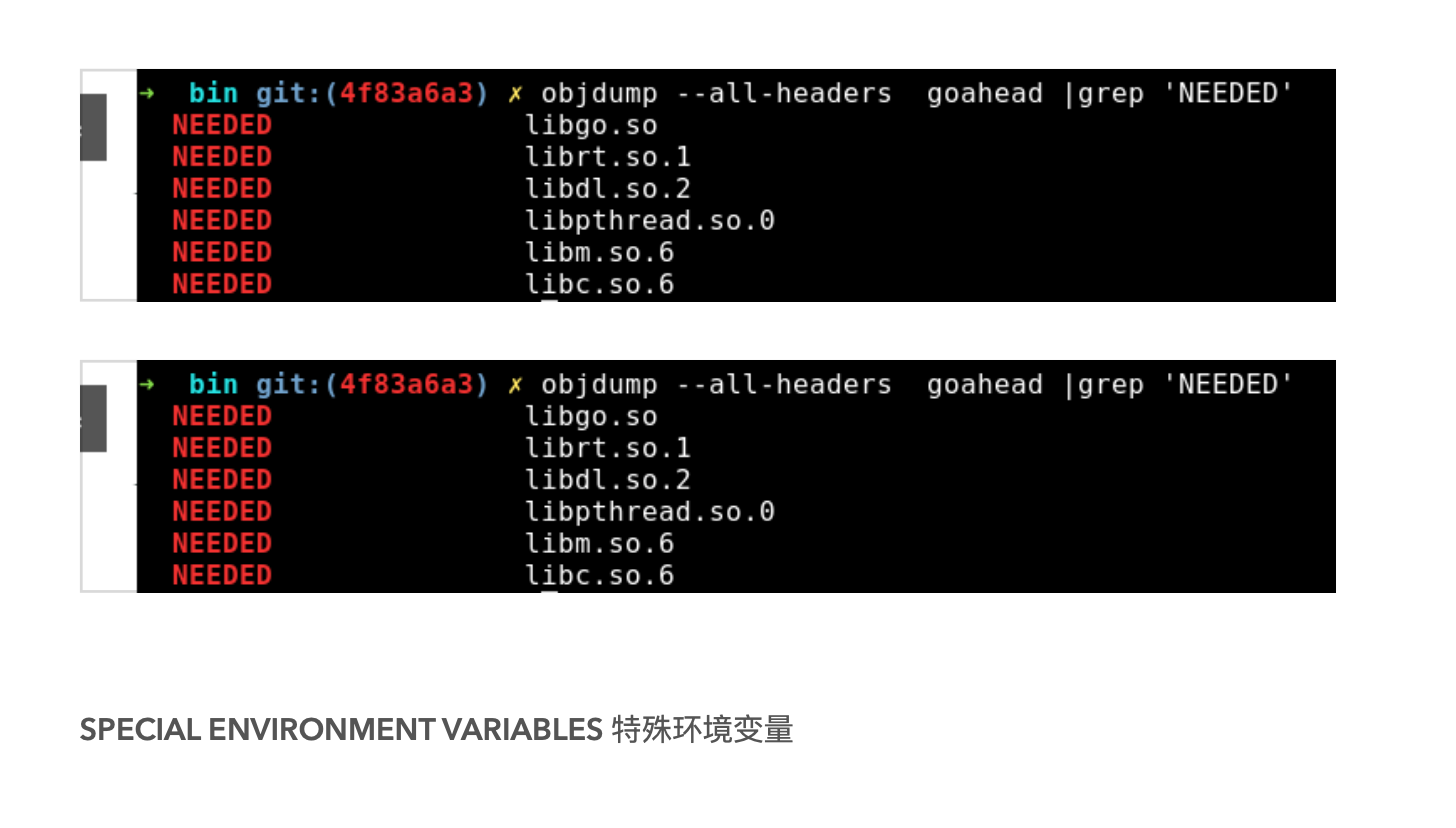 ➜ bin git:(4f83a6a3) ✗ objdump --all-headers goahead |grep 'NEEDED'
NEEDED libgo.so
NEEDED librt.so.1
NEEDED libdl.so.2
NEEDED libpthread.so.0
NEEDED libm.so.6
NEEDED libc.so.6
➜ bin git:(4f83a6a3) ✗ objdump --all-headers goahead |grep 'NEEDED'
NEEDED libgo.so
NEEDED librt.so.1
NEEDED libdl.so.2
NEEDED libpthread.so.0
NEEDED libm.so.6
NEEDED libc.so.6
SPECIAL ENVIRONMENT VARIABLES 特殊环境变量